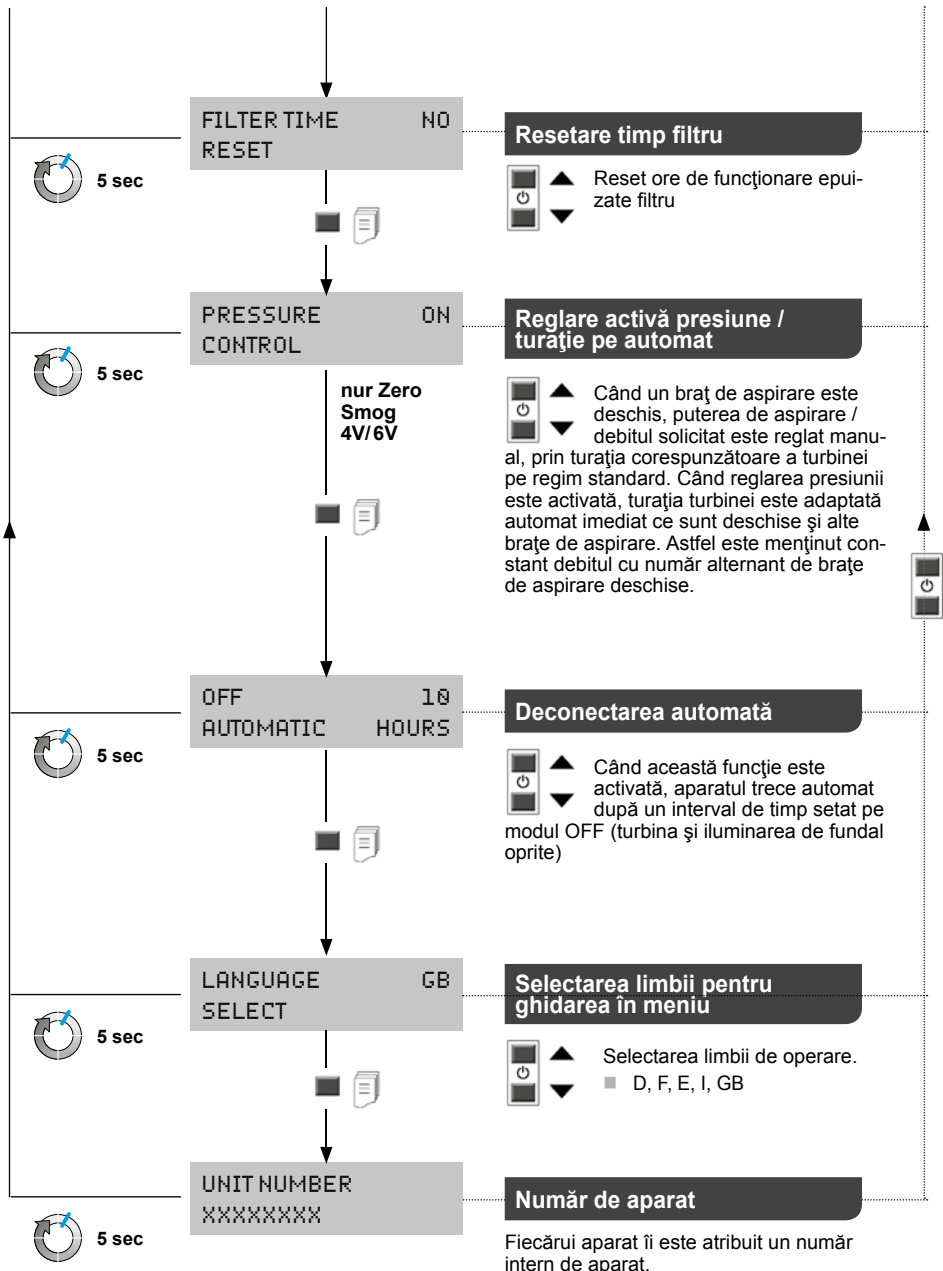 FILTER TIME NO
RESET
5 sec
Resetare timp filtru
Reset ore de funcţionare epui-
zate filtru
PRESSURE ON
CONTROL
5 sec
nur Zero
Smog
4V/6V
Reglare activă presiune /
turaţie pe automat
Când un braţ de aspirare este
deschis, puterea de aspirare /
debitul solicitat este reglat manu-
al, prin turaţia corespunzătoare a turbinei
pe regim standard. Când reglarea presiunii
este activată, turaţia turbinei este adaptată
automat imediat ce sunt deschise şi alte
braţe de aspirare. Astfel este menţinut con-
stant debitul cu număr alternant de braţe
de aspirare deschise.
OFF 10
AUTOMATIC HOURS
5 sec
Deconectarea automată
Când această funcţie este
activată, aparatul trece automat
după un interval de timp setat pe
modul OFF (turbina şi iluminarea de fundal
oprite)
LANGUAGE GB
SELECT
5 sec
Selectarea limbii pentru
ghidarea în meniu
Selectarea limbii de operare.
D, F, E, I, GB
UNIT NUMBER
XXXXXXXX
5 sec
Număr de aparat
Fiecărui aparat îi este atribuit un număr
intern de aparat.